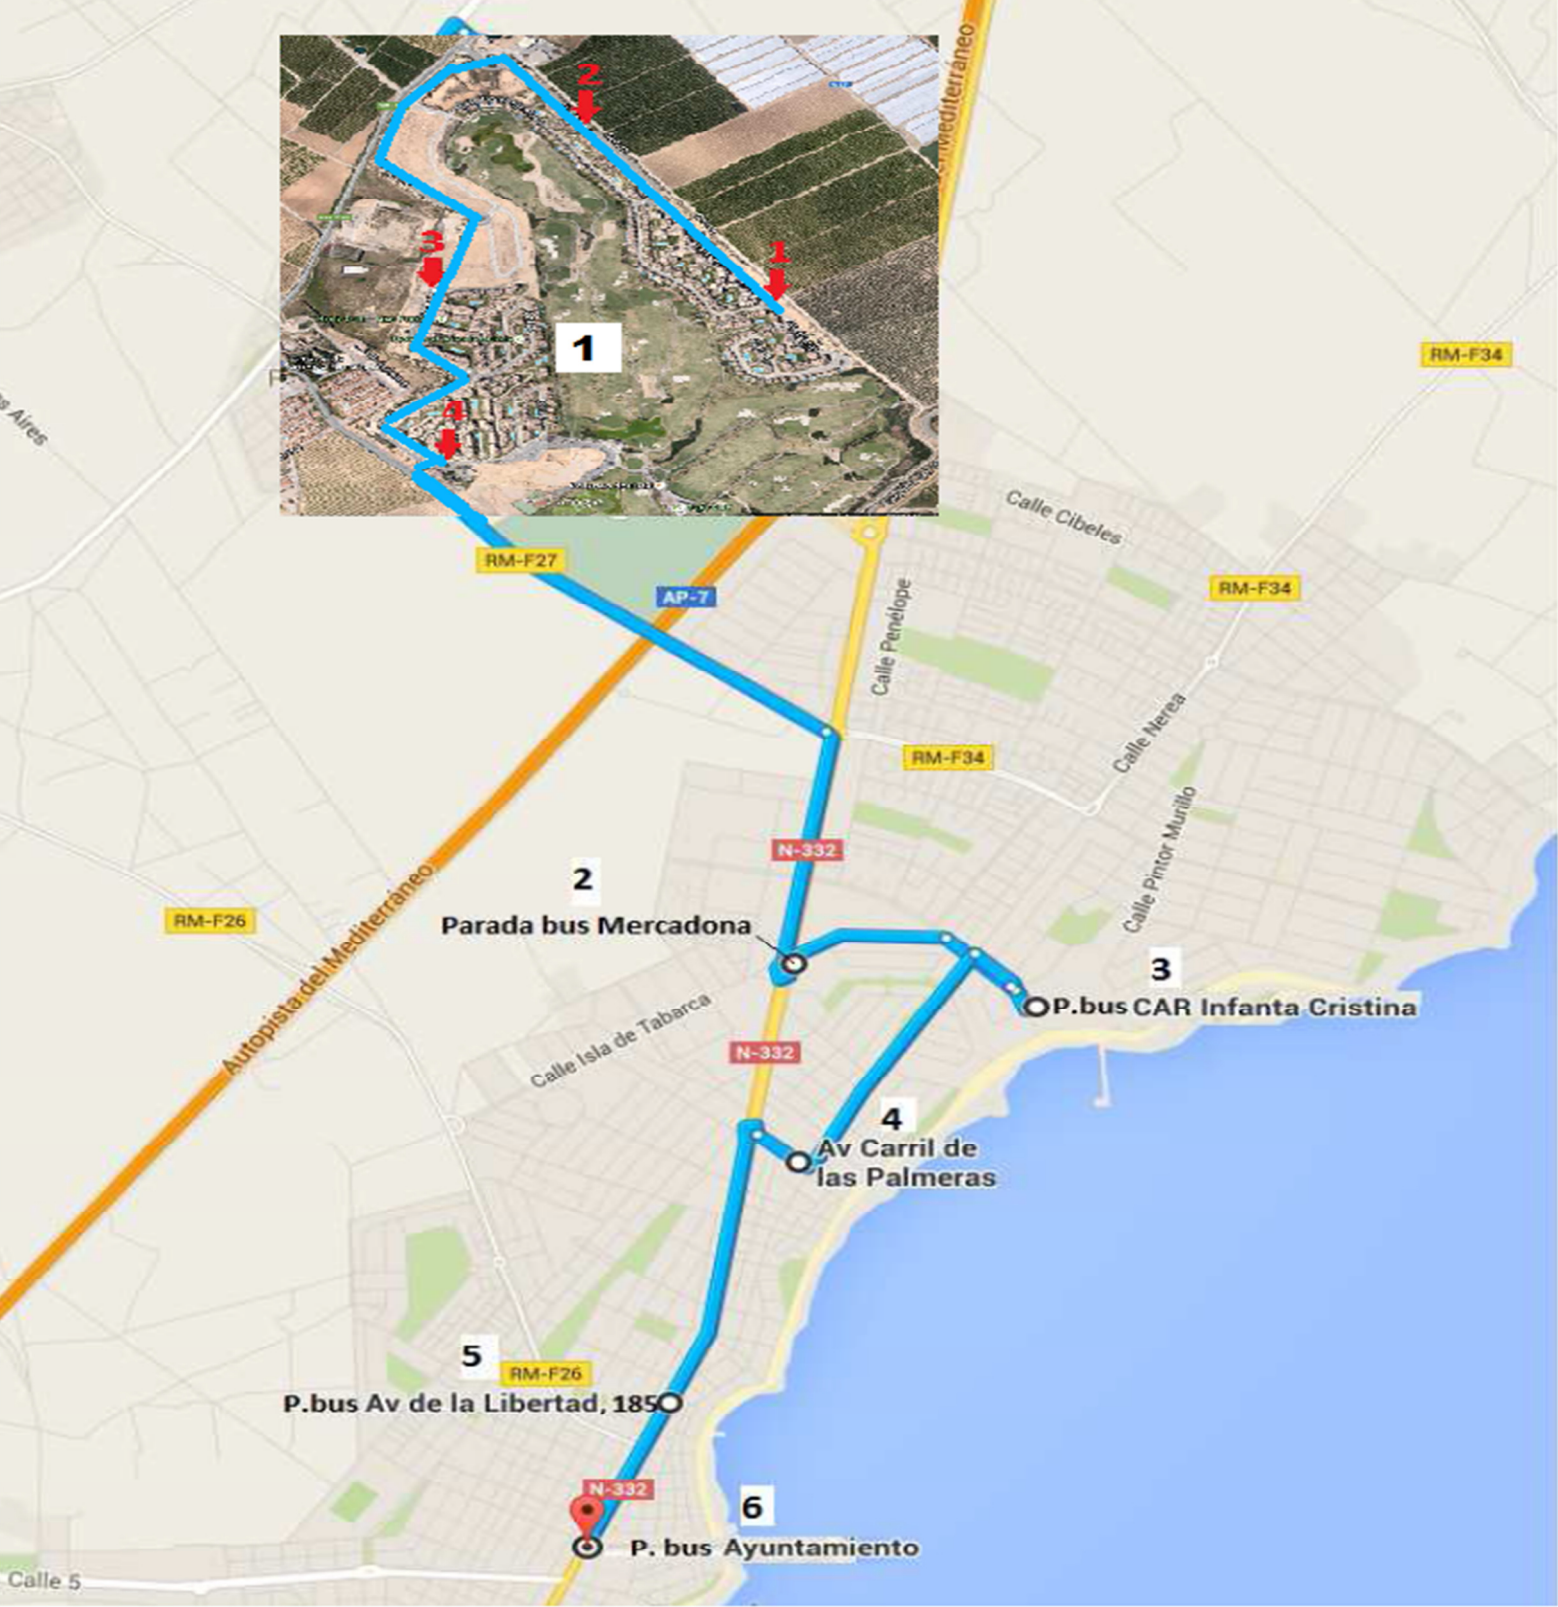 Mediterráneo
2
1
3
4
1
RM-F34
s Aires
Calle Cibeles
RM-F27
AP-7
RM-F34
Calle Penélope
Calle Nerea
RM-F34
Calle Pintor Murillo
N-332
2
Parada bus Mercadona
RM-F26
Autopista del Mediterráneo
3
P.bus CAR Infanta Cristina
Calle Isla de Tabarca
N-332
4
Av Carril de
las Palmeras
5
RM-F26
P.bus Av de la Libertad, 185
N-332
6
P. bus Ayuntamiento
Calle 5